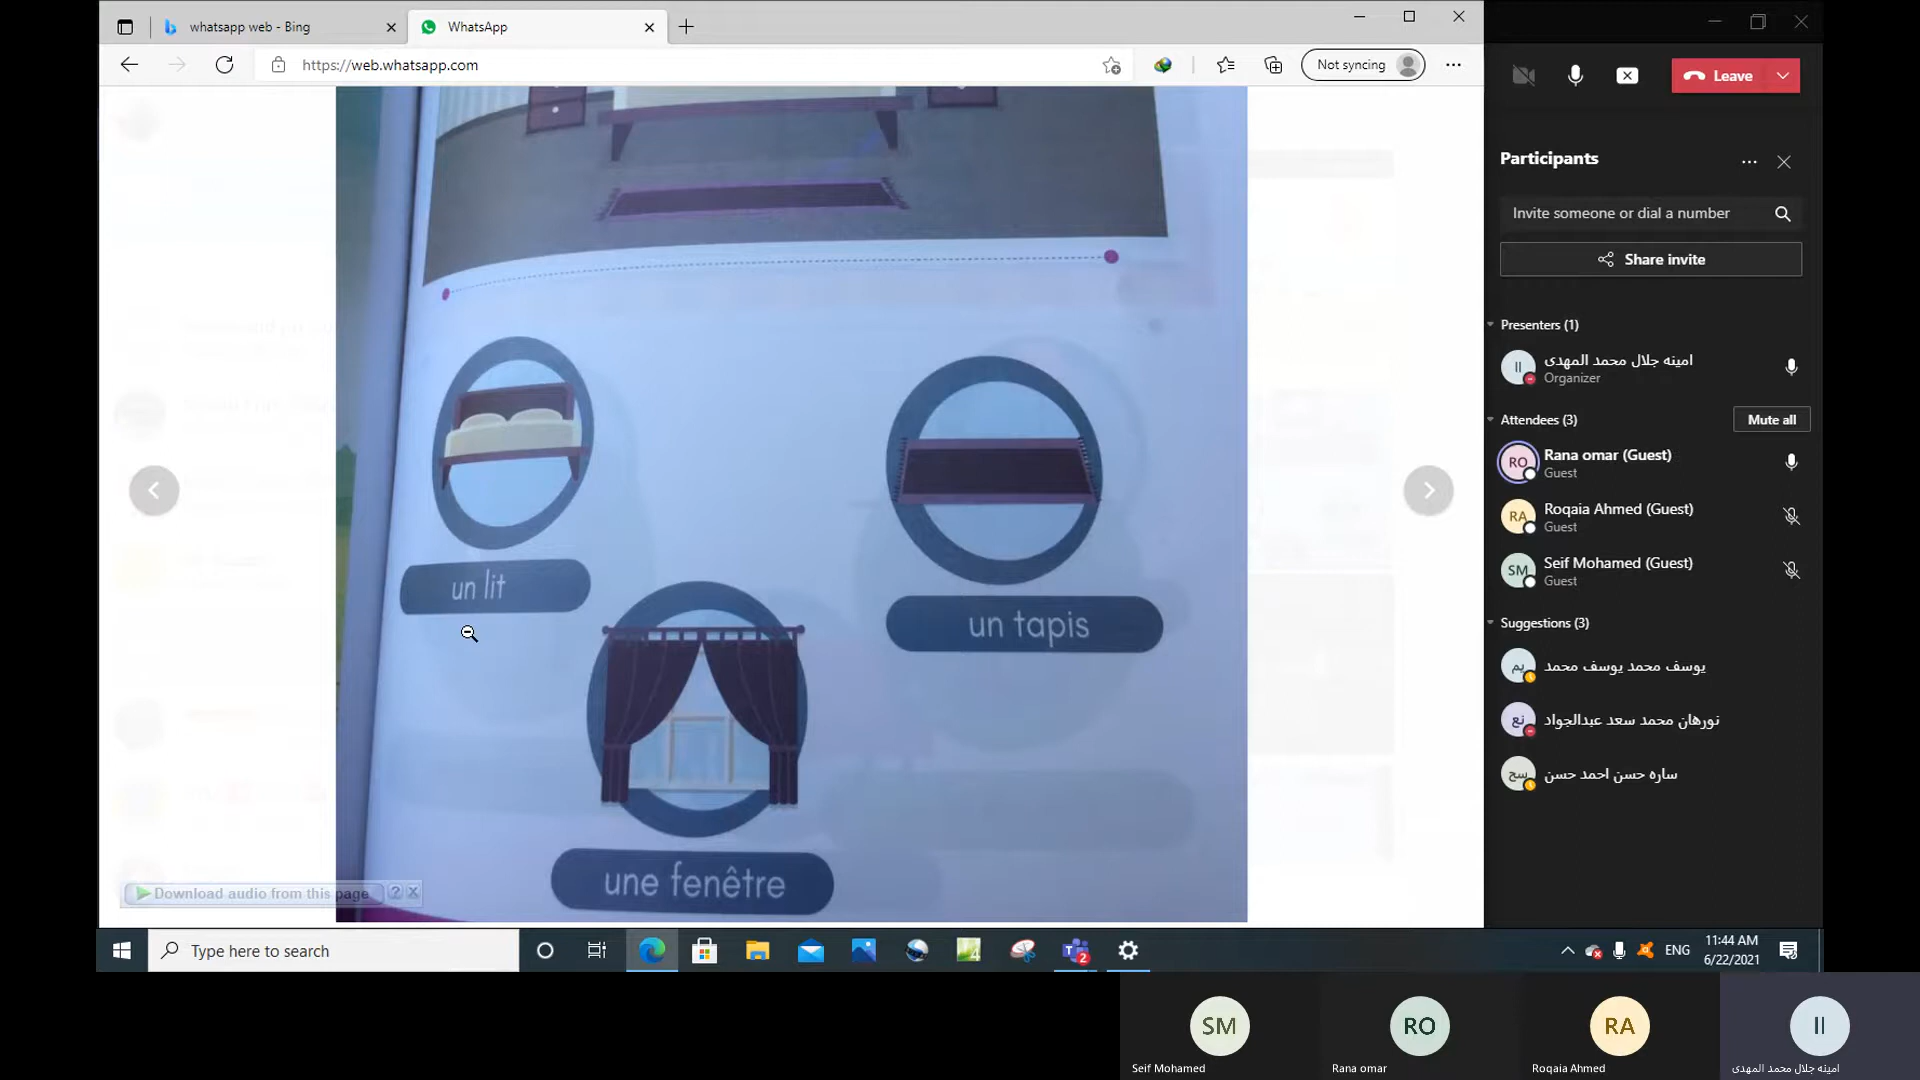 whatsapp web - Bing
WhatsApp
https://web.whatsapp.com
Not syncing
Leave
Participants
Invite someone or dial a number
Share invite
Presenters (1)
امينه جلال محمد المهدى
Organizer
Attendees (3)
Mute all
RO
Rana omar (Guest)
Guest
RA
Roqaia Ahmed (Guest)
Guest
SM
Seif Mohamed (Guest)
Guest
Suggestions (3)
يوسف محمد يوسف محمد
نورهان محمد سعد عبدالجواد
ساره حسن احمد حسن
un lit
un tapis
une fenêtre
Download audio from this page
Type here to search
ENG
11:44 AM
6/22/2021
SM
RO
RA
II
Seif Mohamed
Rana omar
Roqaia Ahmed
امينه جلال محمد المهدى